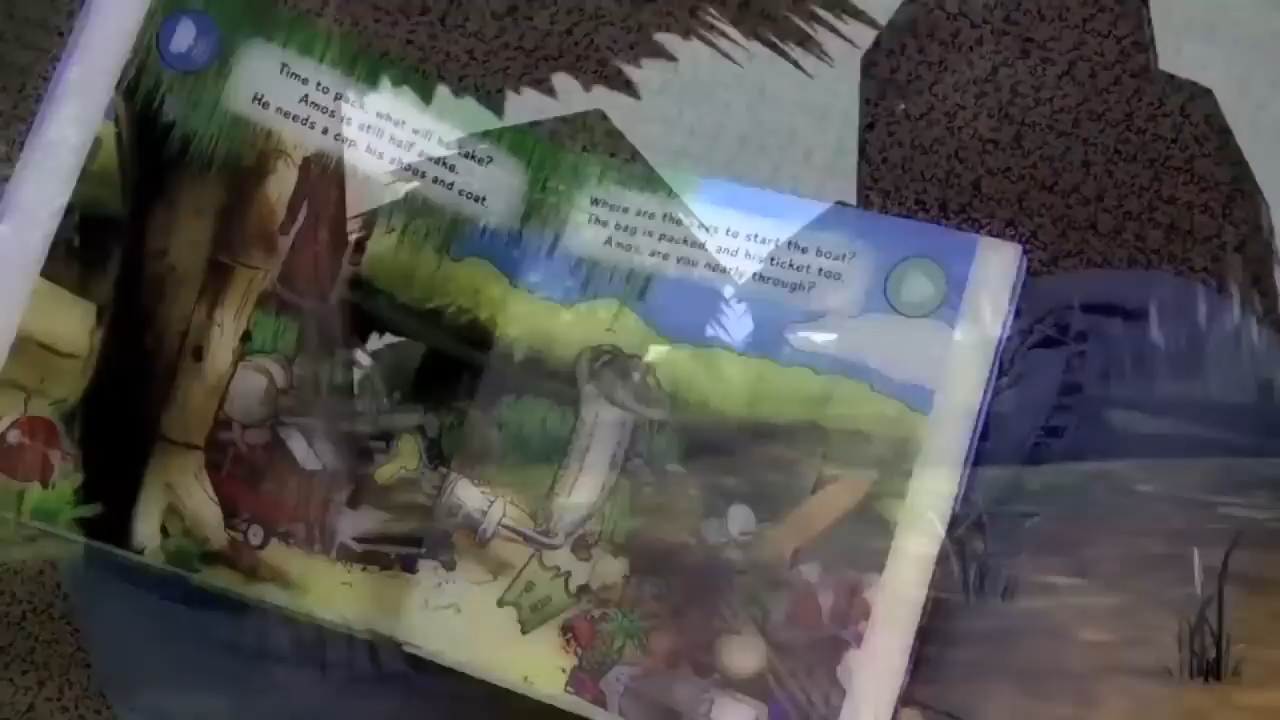 Time to pack, what will he take?
Amos is still half awake.
He needs a cap, his shoes and coat.
Where are the keys to start the boat?
The bag is packed, and his ticket too.
Amos, are you nearly through?